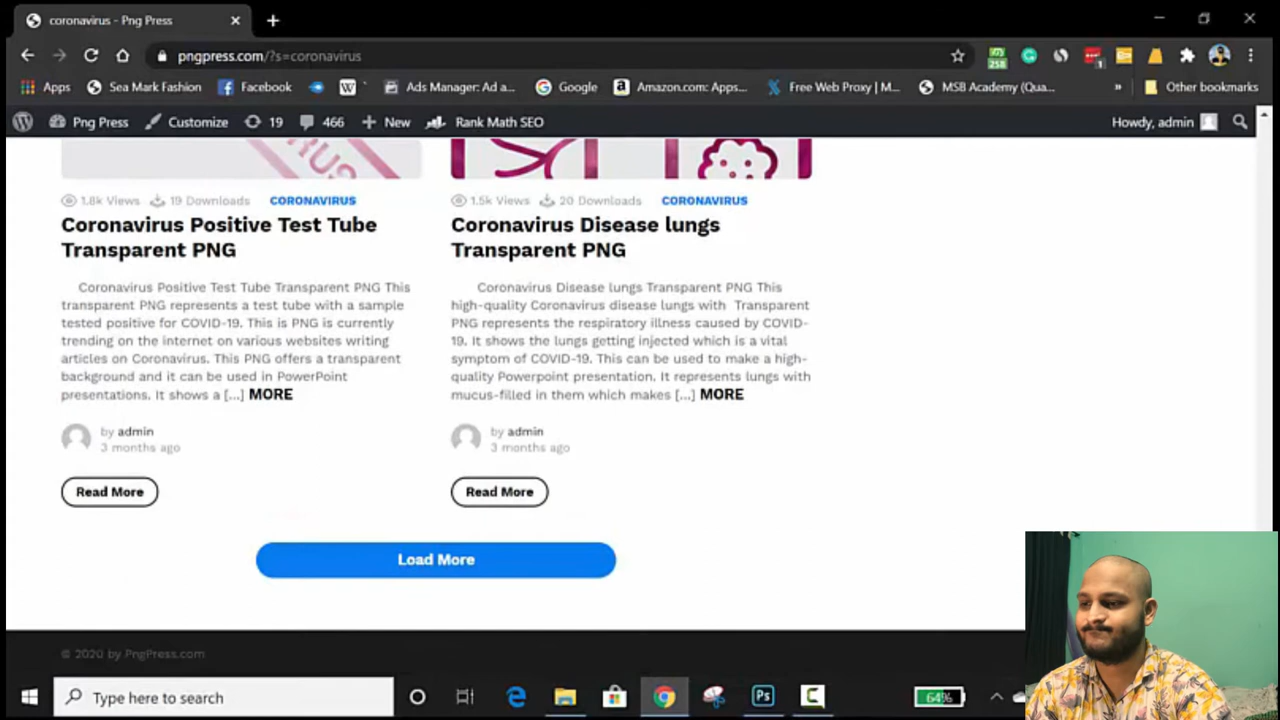 coronavirus - Png Press
pngpress.com/?s=coronavirus
258
1
Apps Sea Mark Fashion Facebook W Ads Manager: Ad a... Google Amazon.com: Apps... Free Web Proxy | M... MSB Academy (Qua... » Other bookmarks
Png Press Customize 19 466 New Rank Math SEO Howdy, admin
RUS
1.8k Views 19 Downloads CORONAVIRUS
Coronavirus Positive Test Tube
Transparent PNG
Coronavirus Positive Test Tube Transparent PNG This
transparent PNG represents a test tube with a sample
tested positive for COVID-19. This is PNG is currently
trending on the internet on various websites writing
articles on Coronavirus. This PNG offers a transparent
background and it can be used in PowerPoint
presentations. It shows a [...] MORE
by admin
3 months ago
Read More
1.5k Views 20 Downloads CORONAVIRUS
Coronavirus Disease lungs
Transparent PNG
Coronavirus Disease lungs Transparent PNG This
high-quality Coronavirus disease lungs with Transparent
PNG represents the respiratory illness caused by COVID-
19. It shows the lungs getting injected which is a vital
symptom of COVID-19. This can be used to make a high-
quality Powerpoint presentation. It represents lungs with
mucus-filled in them which makes [...] MORE
by admin
3 months ago
Read More
Load More
© 2020 by PngPress.com
Type here to search
Ps
64%